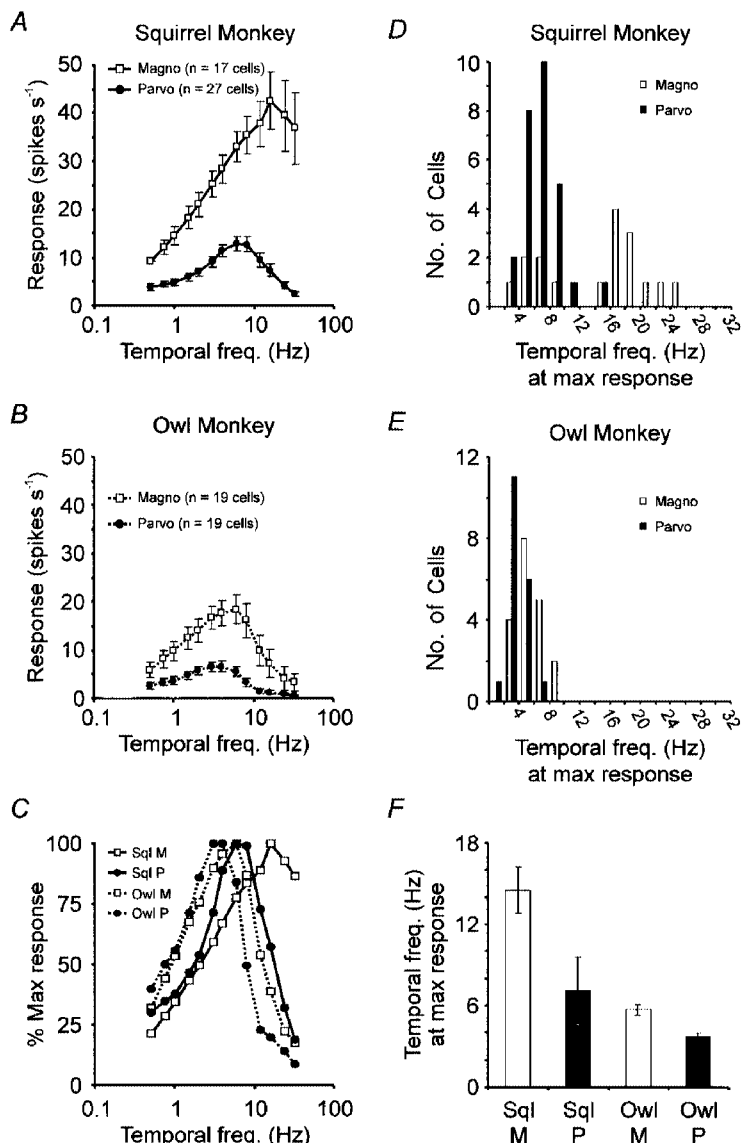 A
Squirrel Monkey
50
40
30
20
10
0
Response (spikes s⁻¹)
Magno (n = 17 cells)
Parvo (n = 27 cells)
0.1 1 10 100
Temporal freq. (Hz)
D
Squirrel Monkey
10
8
6
4
2
0
No. of Cells
Magno
Parvo
4 8 12 16 20 24 28 32
Temporal freq. (Hz)
at max response
B
Owl Monkey
50
40
30
20
10
0
Response (spikes s⁻¹)
Magno (n = 19 cells)
Parvo (n = 19 cells)
0.1 1 10 100
Temporal freq. (Hz)
E
Owl Monkey
12
8
4
0
No. of Cells
Magno
Parvo
4 8 12 16 20 24 28 32
Temporal freq. (Hz)
at max response
C
100
75
50
25
0
% Max response
Sql M
Sql P
Owl M
Owl P
0.1 1 10 100
Temporal freq. (Hz)
F
18
12
6
0
Temporal freq. (Hz)
at max response
Sql Sql Owl Owl
M P M P